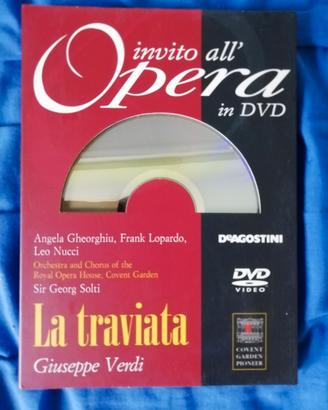 invito all'
Opera
in DVD
Angela Gheorghiu, Frank Lopardo,
Leo Nucci
Orchestra and Chorus of the
Royal Opera House, Covent Garden
Sir Georg Solti
DeAGOSTINI
DVD
VIDEO
La traviata
Giuseppe Verdi
COVENT
GARDEN
PIONEER